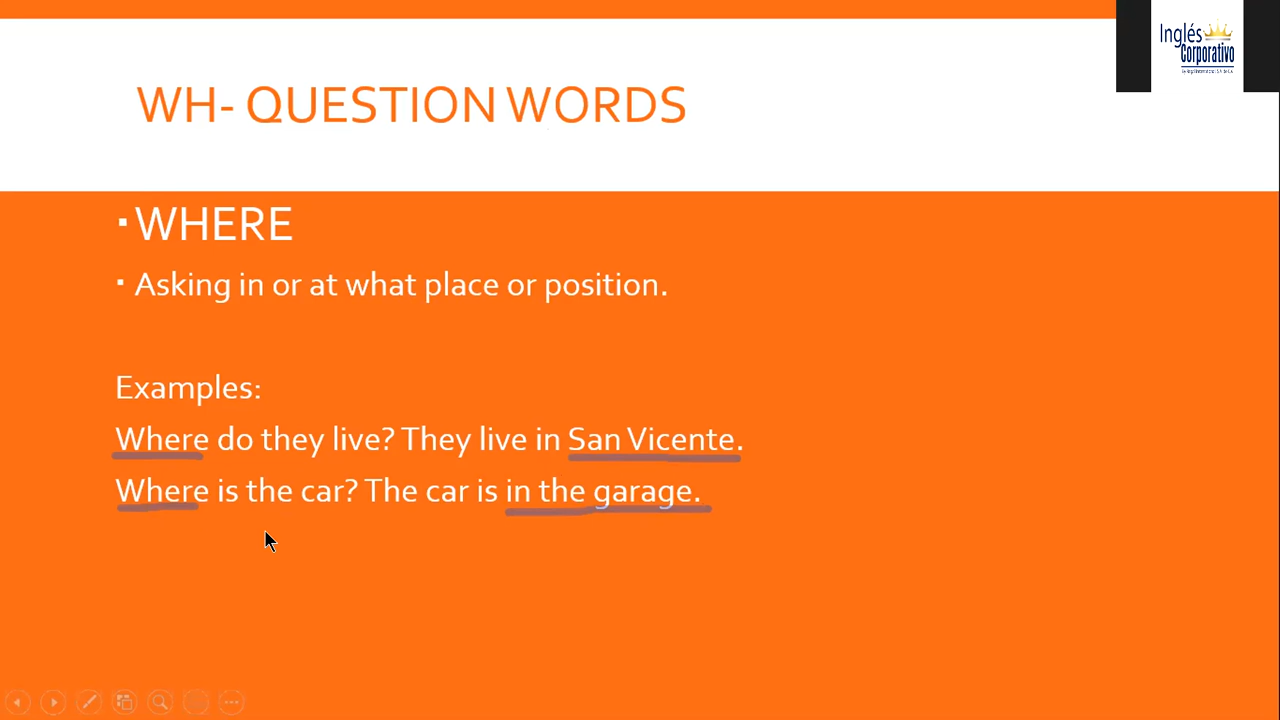 Inglés
Corporativo
WH- QUESTION WORDS
▪WHERE
▪ Asking in or at what place or position.
Examples:
Where do they live? They live in San Vicente.
Where is the car? The car is in the garage.